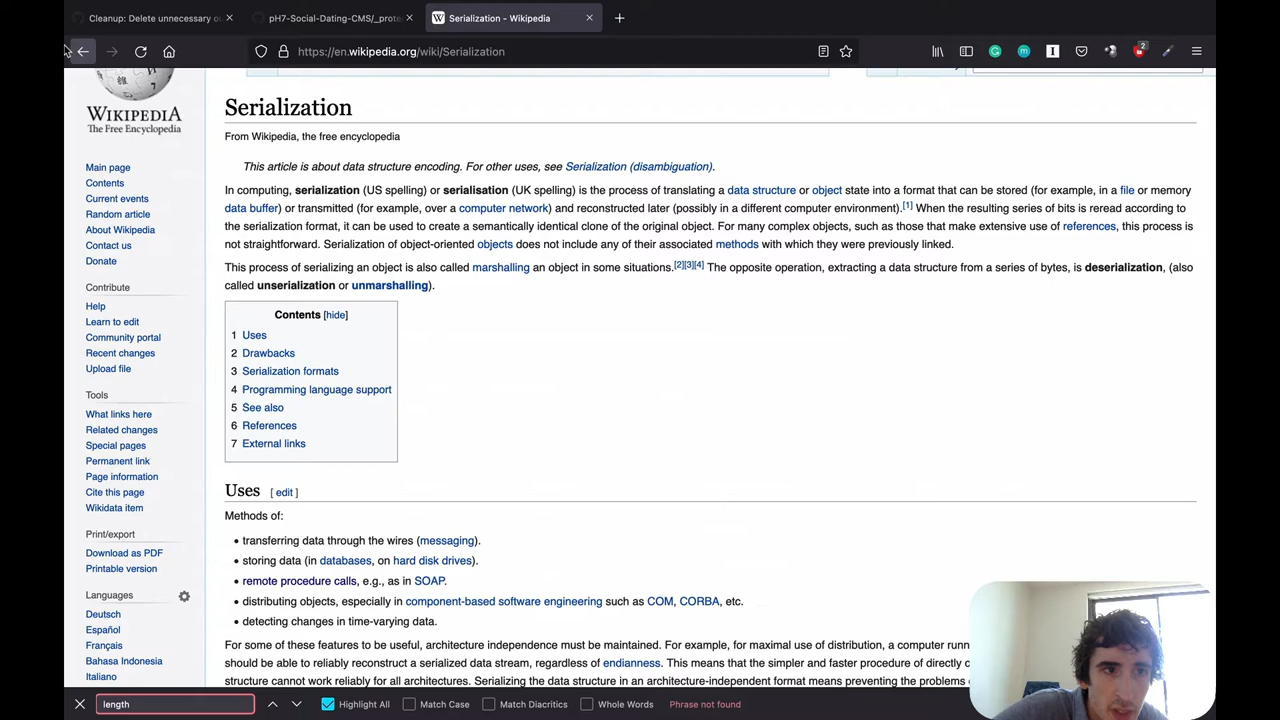 Cleanup: Delete unnecessary ou
pH7-Social-Dating-CMS/_prote
Serialization - Wikipedia
https://en.wikipedia.org/wiki/Serialization
2
WIKIPEDIA
The Free Encyclopedia
Main page
Contents
Current events
Random article
About Wikipedia
Contact us
Donate
Contribute
Help
Learn to edit
Community portal
Recent changes
Upload file
Tools
What links here
Related changes
Special pages
Permanent link
Page information
Cite this page
Wikidata item
Print/export
Download as PDF
Printable version
Languages
Deutsch
Español
Français
Bahasa Indonesia
Italiano
Serialization
From Wikipedia, the free encyclopedia
This article is about data structure encoding. For other uses, see Serialization (disambiguation).
In computing, serialization (US spelling) or serialisation (UK spelling) is the process of translating a data structure or object state into a format that can be stored (for example, in a file or memory
data buffer) or transmitted (for example, over a computer network) and reconstructed later (possibly in a different computer environment).[1] When the resulting series of bits is reread according to
the serialization format, it can be used to create a semantically identical clone of the original object. For many complex objects, such as those that make extensive use of references, this process is
not straightforward. Serialization of object-oriented objects does not include any of their associated methods with which they were previously linked.
This process of serializing an object is also called marshalling an object in some situations.[2][3][4] The opposite operation, extracting a data structure from a series of bytes, is deserialization, (also
called unserialization or unmarshalling).
Contents [hide]
1 Uses
2 Drawbacks
3 Serialization formats
4 Programming language support
5 See also
6 References
7 External links
Uses [ edit ]
Methods of:
• transferring data through the wires (messaging).
• storing data (in databases, on hard disk drives).
• remote procedure calls, e.g., as in SOAP.
• distributing objects, especially in component-based software engineering such as COM, CORBA, etc.
• detecting changes in time-varying data.
For some of these features to be useful, architecture independence must be maintained. For example, for maximal use of distribution, a computer runn
should be able to reliably reconstruct a serialized data stream, regardless of endianness. This means that the simpler and faster procedure of directly c
structure cannot work reliably for all architectures. Serializing the data structure in an architecture-independent format means preventing the problems
length
Highlight All
Match Case
Match Diacritics
Whole Words
Phrase not found